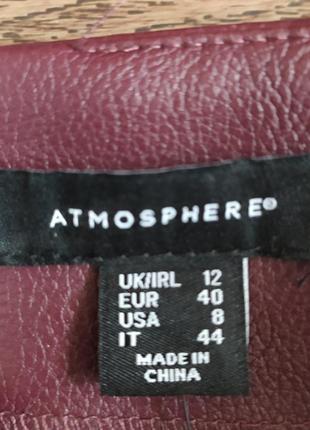 ATMOSPHERE®
UK/IRL 12
EUR 40
USA 8
IT 44
MADE IN
CHINA